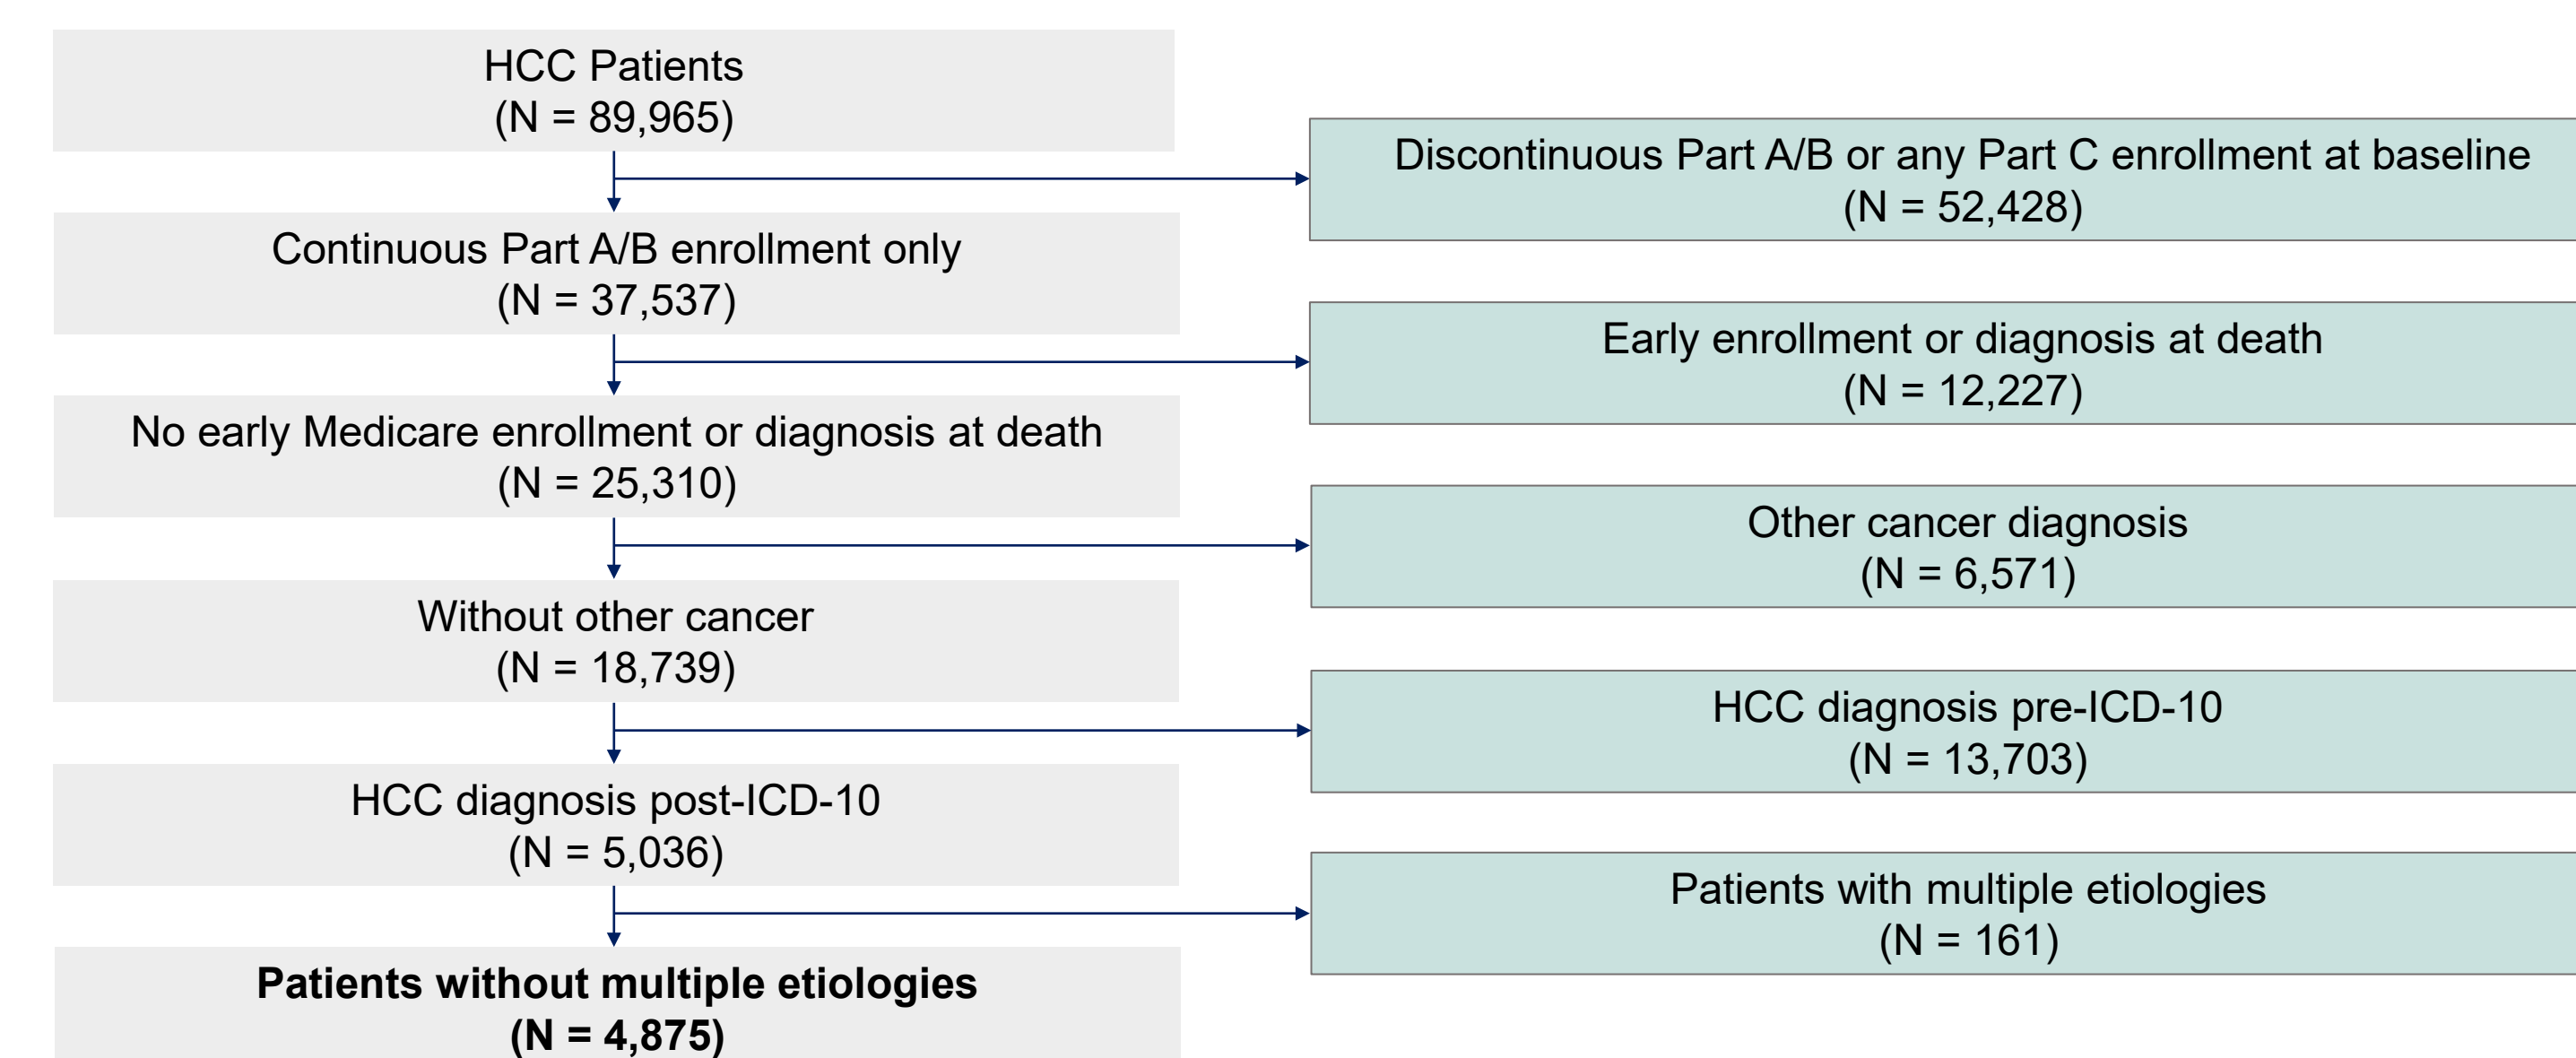 HCC Patients
(N = 89,965)
Discontinuous Part A/B or any Part C enrollment at baseline
(N = 52,428)
Continuous Part A/B enrollment only
(N = 37,537)
Early enrollment or diagnosis at death
(N = 12,227)
No early Medicare enrollment or diagnosis at death
(N = 25,310)
Other cancer diagnosis
(N = 6,571)
Without other cancer
(N = 18,739)
HCC diagnosis pre-ICD-10
(N = 13,703)
HCC diagnosis post-ICD-10
(N = 5,036)
Patients with multiple etiologies
(N = 161)
Patients without multiple etiologies
(N = 4,875)